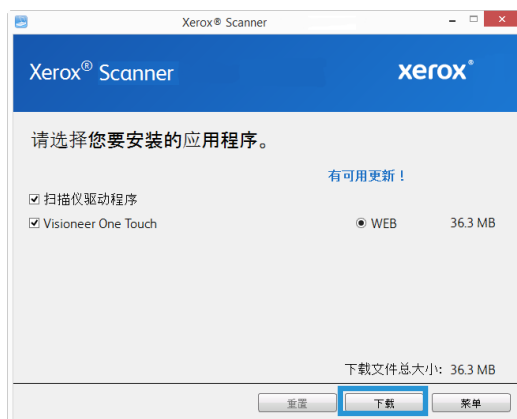 Xerox® Scanner
Xerox® Scanner
xerox®
请选择您要安装的应用程序。
有可用更新！
扫描仪驱动程序
Visioneer One Touch WEB 36.3 MB
下载文件总大小： 36.3 MB
重置 下载 菜单